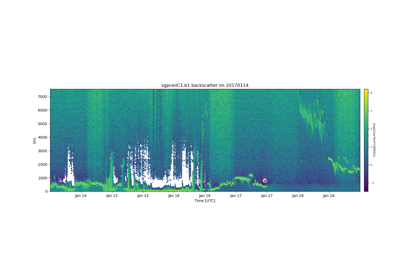 sgpceilC1.b1 backscatter on 20170114
7000
6000
5000
4000
3000
2000
1000
0
Jan 14 Jan 15 Jan 15 Jan 16 Jan 16 Jan 17 Jan 17 Jan 18 Jan 18
Time [UTC]